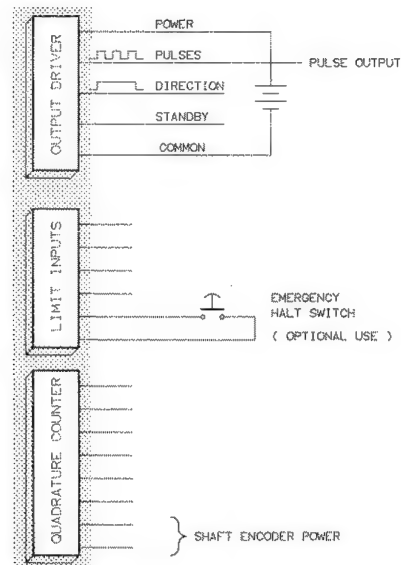 POWER
PULSES
PULSE OUTPUT
DIRECTION
STANDBY
COMMON
OUTPUT DRIVER
LIMIT INPUTS
EMERGENCY
HALT SWITCH
( OPTIONAL USE )
QUADRATURE COUNTER
SHAFT ENCODER POWER